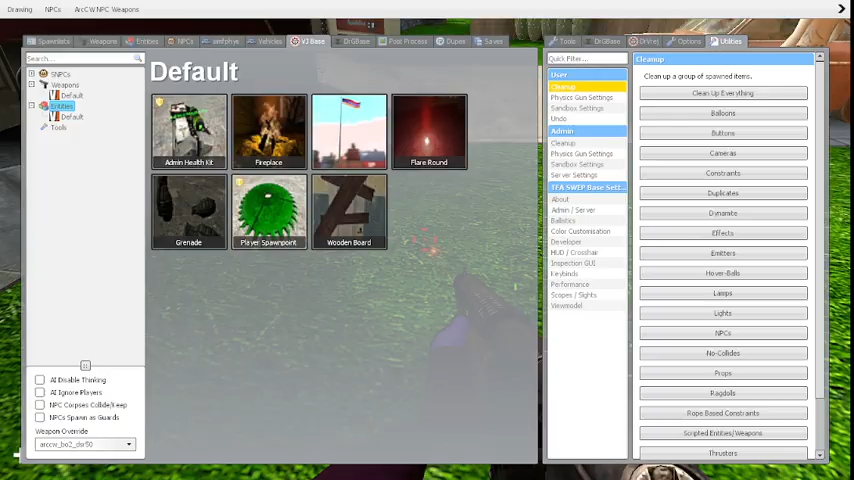 Drawing NPCs ArcCW NPC Weapons
Spawnlists Weapons Entities NPCs simfphys Vehicles VJ Base DrGBase Post Process Dupes Saves
Tools DrGBase Options Utilities
Search...
SNPCs
Weapons
Default
Entities
Default
Tools
Default
Admin Health Kit
Fireplace
Flare Round
Grenade
Player Spawnpoint
Wooden Board
AI Disable Thinking
AI Ignore Players
NPC Corpses Collide/Keep
NPCs Spawn as Guards
Weapon Override
arccw_bo2_dsr50
Quick Filter...
User
Cleanup
Physics Gun Settings
Sandbox Settings
Undo
Admin
Cleanup
Physics Gun Settings
Sandbox Settings
Server Settings
TFA SWEP Base Sett...
About
Admin / Server
Ballistics
Color Customisation
Developer
HUD / Crosshair
Inspection GUI
Keybinds
Performance
Scopes / Sights
Viewmodel
Cleanup
Clean up a group of spawned items.
Clean Up Everything
Balloons
Buttons
Cameras
Constraints
Duplicates
Dynamite
Effects
Emitters
Hover-Balls
Lamps
Lights
NPCs
No-Collides
Props
Ragdolls
Rope Based Constraints
Scripted Entities/Weapons
Thrusters